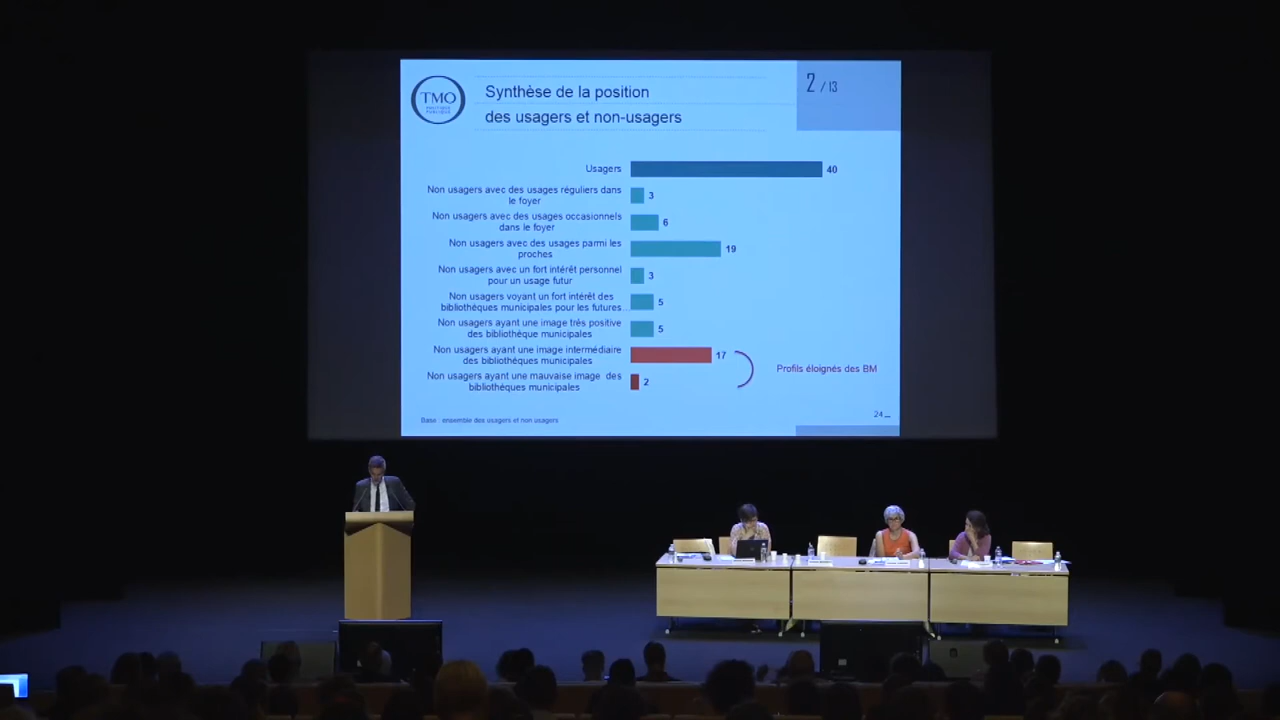 TMO
POLITIQUE
PUBLIQUE
Synthèse de la position
des usagers et non-usagers
2 / 13
Usagers 40
Non usagers avec des usages réguliers dans
le foyer 3
Non usagers avec des usages occasionnels
dans le foyer 6
Non usagers avec des usages parmi les
proches 19
Non usagers avec un fort intérêt personnel
pour un usage futur 3
Non usagers voyant un fort intérêt des
bibliothèques municipales pour les futures… 5
Non usagers ayant une image très positive
des bibliothèque municipales 5
Non usagers ayant une image intermédiaire
des bibliothèques municipales 17
Non usagers ayant une mauvaise image des
bibliothèques municipales 2
Profils éloignés des BM
Base : ensemble des usagers et non usagers
24